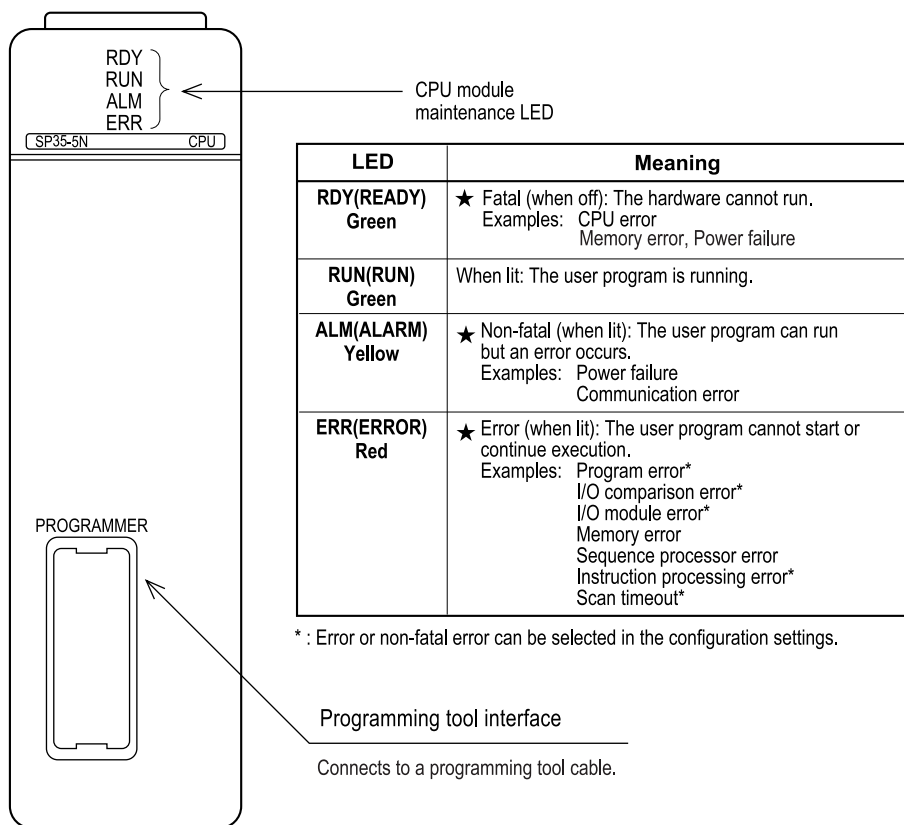 RDY
RUN
ALM
ERR
SP35-5N CPU
CPU module
maintenance LED
LED Meaning
RDY(READY)
Green
★ Fatal (when off): The hardware cannot run.
Examples: CPU error
Memory error, Power failure
RUN(RUN)
Green
When lit: The user program is running.
ALM(ALARM)
Yellow
★ Non-fatal (when lit): The user program can run
but an error occurs.
Examples: Power failure
Communication error
ERR(ERROR)
Red
★ Error (when lit): The user program cannot start or
continue execution.
Examples: Program error*
I/O comparison error*
I/O module error*
Memory error
Sequence processor error
Instruction processing error*
Scan timeout*
* : Error or non-fatal error can be selected in the configuration settings.
PROGRAMMER
Programming tool interface
Connects to a programming tool cable.